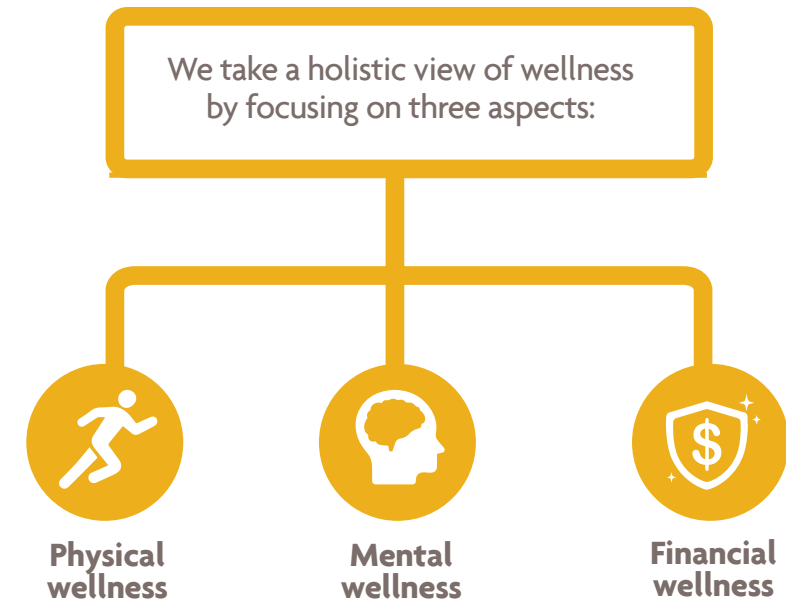 We take a holistic view of wellness
by focusing on three aspects:
$
Physical
wellness
Mental
wellness
Financial
wellness